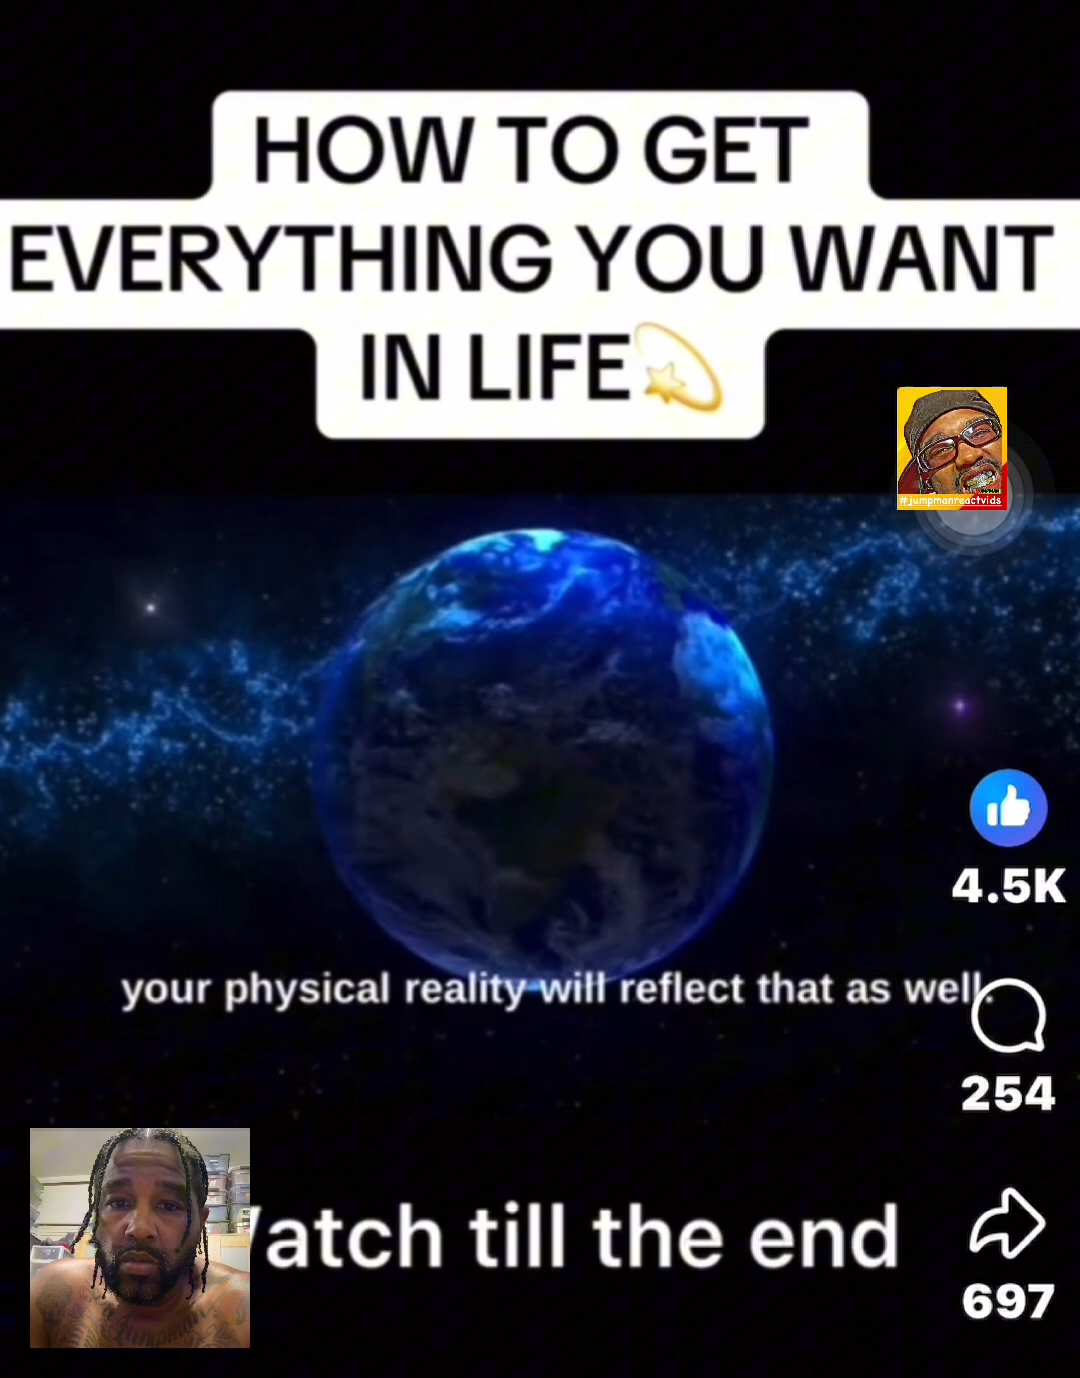 HOW TO GET
EVERYTHING YOU WANT
IN LIFE💫
#jumpmanreactvids
4.5K
your physical reality will reflect that as well.
254
atch till the end
697